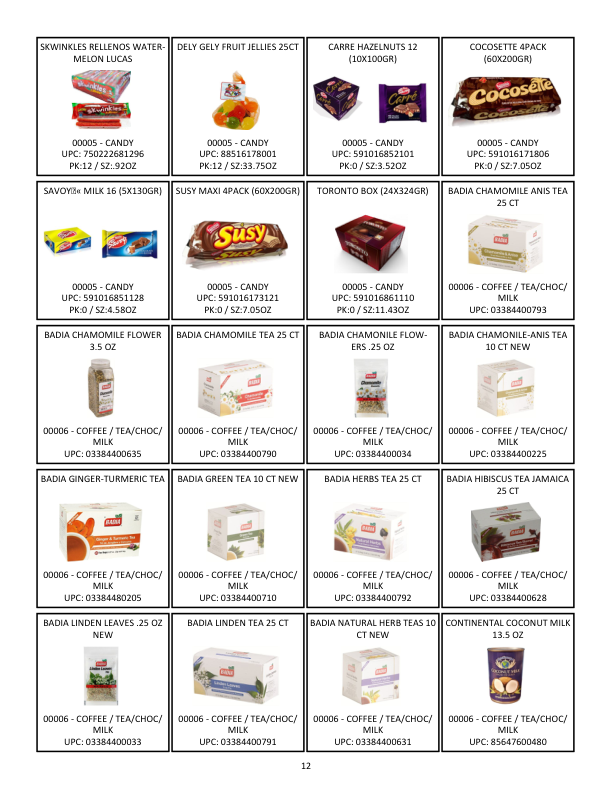 SKWINKLES RELLENOS WATER-
MELON LUCAS
Skwinkles
00005 - CANDY
UPC: 750222681296
PK:12 / SZ:.92OZ
DELY GELY FRUIT JELLIES 25CT
00005 - CANDY
UPC: 88516178001
PK:12 / SZ:33.75OZ
CARRE HAZELNUTS 12
(10X100GR)
Carré
00005 - CANDY
UPC: 591016852101
PK:0 / SZ:3.52OZ
COCOSETTE 4PACK
(60X200GR)
Cocosette
00005 - CANDY
UPC: 591016171806
PK:0 / SZ:7.05OZ
SAVOY⍰« MILK 16 (5X130GR)
Savoy
00005 - CANDY
UPC: 591016851128
PK:0 / SZ:4.58OZ
SUSY MAXI 4PACK (60X200GR)
Susy
00005 - CANDY
UPC: 591016173121
PK:0 / SZ:7.05OZ
TORONTO BOX (24X324GR)
00005 - CANDY
UPC: 591016861110
PK:0 / SZ:11.43OZ
BADIA CHAMOMILE ANIS TEA
25 CT
BADIA
00006 - COFFEE / TEA/CHOC/
MILK
UPC: 03384400793
BADIA CHAMOMILE FLOWER
3.5 OZ
00006 - COFFEE / TEA/CHOC/
MILK
UPC: 03384400635
BADIA CHAMOMILE TEA 25 CT
BADIA
00006 - COFFEE / TEA/CHOC/
MILK
UPC: 03384400790
BADIA CHAMONILE FLOW-
ERS .25 OZ
BADIA
00006 - COFFEE / TEA/CHOC/
MILK
UPC: 03384400034
BADIA CHAMONILE-ANIS TEA
10 CT NEW
BADIA
00006 - COFFEE / TEA/CHOC/
MILK
UPC: 03384400225
BADIA GINGER-TURMERIC TEA
BADIA
Ginger & Turmeric Tea
00006 - COFFEE / TEA/CHOC/
MILK
UPC: 03384480205
BADIA GREEN TEA 10 CT NEW
BADIA
00006 - COFFEE / TEA/CHOC/
MILK
UPC: 03384400710
BADIA HERBS TEA 25 CT
BADIA
00006 - COFFEE / TEA/CHOC/
MILK
UPC: 03384400792
BADIA HIBISCUS TEA JAMAICA
25 CT
BADIA
00006 - COFFEE / TEA/CHOC/
MILK
UPC: 03384400628
BADIA LINDEN LEAVES .25 OZ
NEW
BADIA
Linden Leaves
00006 - COFFEE / TEA/CHOC/
MILK
UPC: 03384400033
BADIA LINDEN TEA 25 CT
BADIA
00006 - COFFEE / TEA/CHOC/
MILK
UPC: 03384400791
BADIA NATURAL HERB TEAS 10
CT NEW
BADIA
00006 - COFFEE / TEA/CHOC/
MILK
UPC: 03384400631
CONTINENTAL COCONUT MILK
13.5 OZ
COCONUT MILK
00006 - COFFEE / TEA/CHOC/
MILK
UPC: 85647600480
12